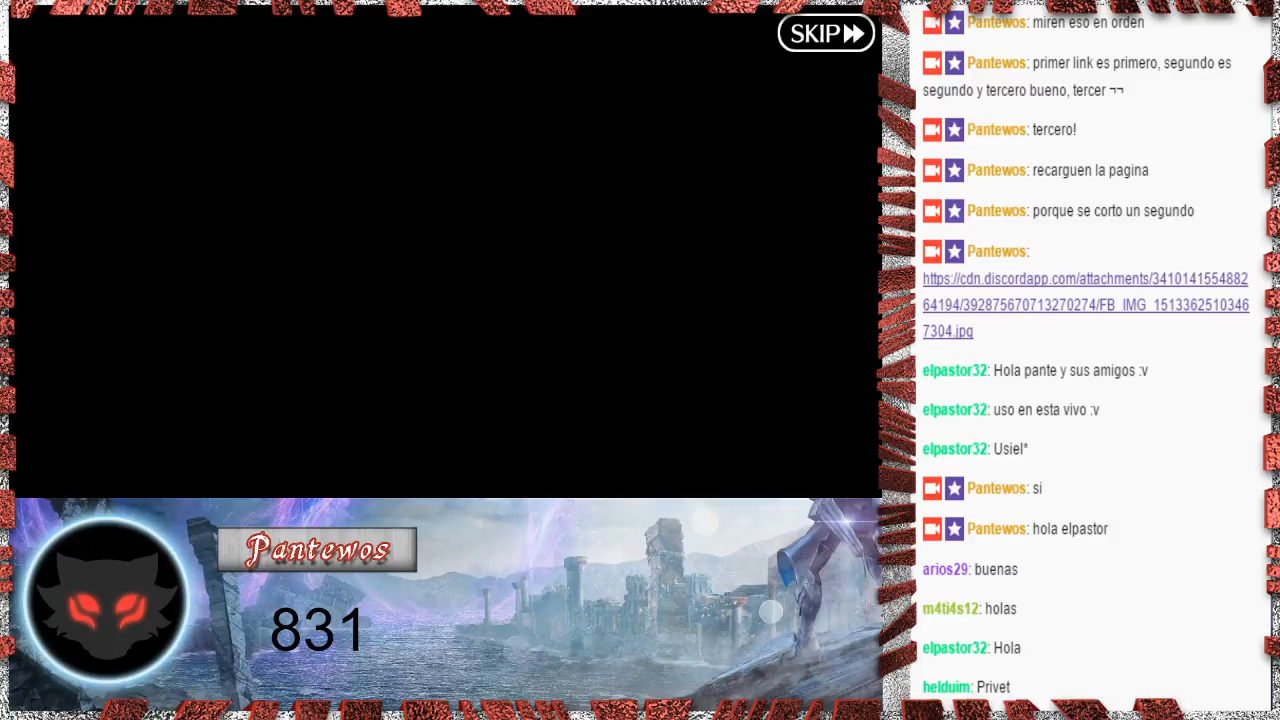 SKIP
Pantewos
831
Pantewos: miren eso en orden
Pantewos: primer link es primero, segundo es
segundo y tercero bueno, tercer ¬¬
Pantewos: tercero!
Pantewos: recarguen la pagina
Pantewos: porque se corto un segundo
Pantewos:
https://cdn.discordapp.com/attachments/3410141554882
64194/392875670713270274/FB_IMG_1513362510346
7304.jpg
elpastor32: Hola pante y sus amigos :v
elpastor32: uso en esta vivo :v
elpastor32: Usiel*
Pantewos: si
Pantewos: hola elpastor
arios29: buenas
m4ti4s12: holas
elpastor32: Hola
helduim: Privet